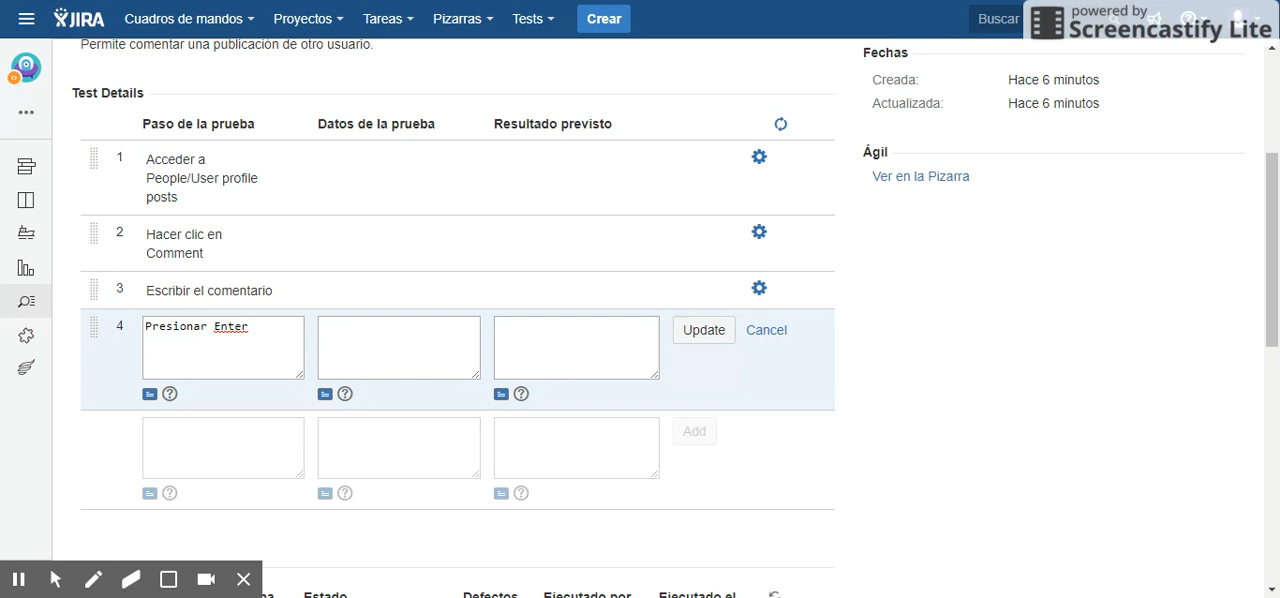 JIRA Cuadros de mandos Proyectos Tareas Pizarras Tests Crear Buscar
powered by
Screencastify Lite
Permite comentar una publicación de otro usuario.
Fechas
Creada: Hace 6 minutos
Actualizada: Hace 6 minutos
Test Details
Paso de la prueba Datos de la prueba Resultado previsto
Ágil
Ver en la Pizarra
1 Acceder a
People/User profile
posts
2 Hacer clic en
Comment
3 Escribir el comentario
4 Presionar Enter Update Cancel
Add
Estado Defectos Ejecutado por Ejecutado el